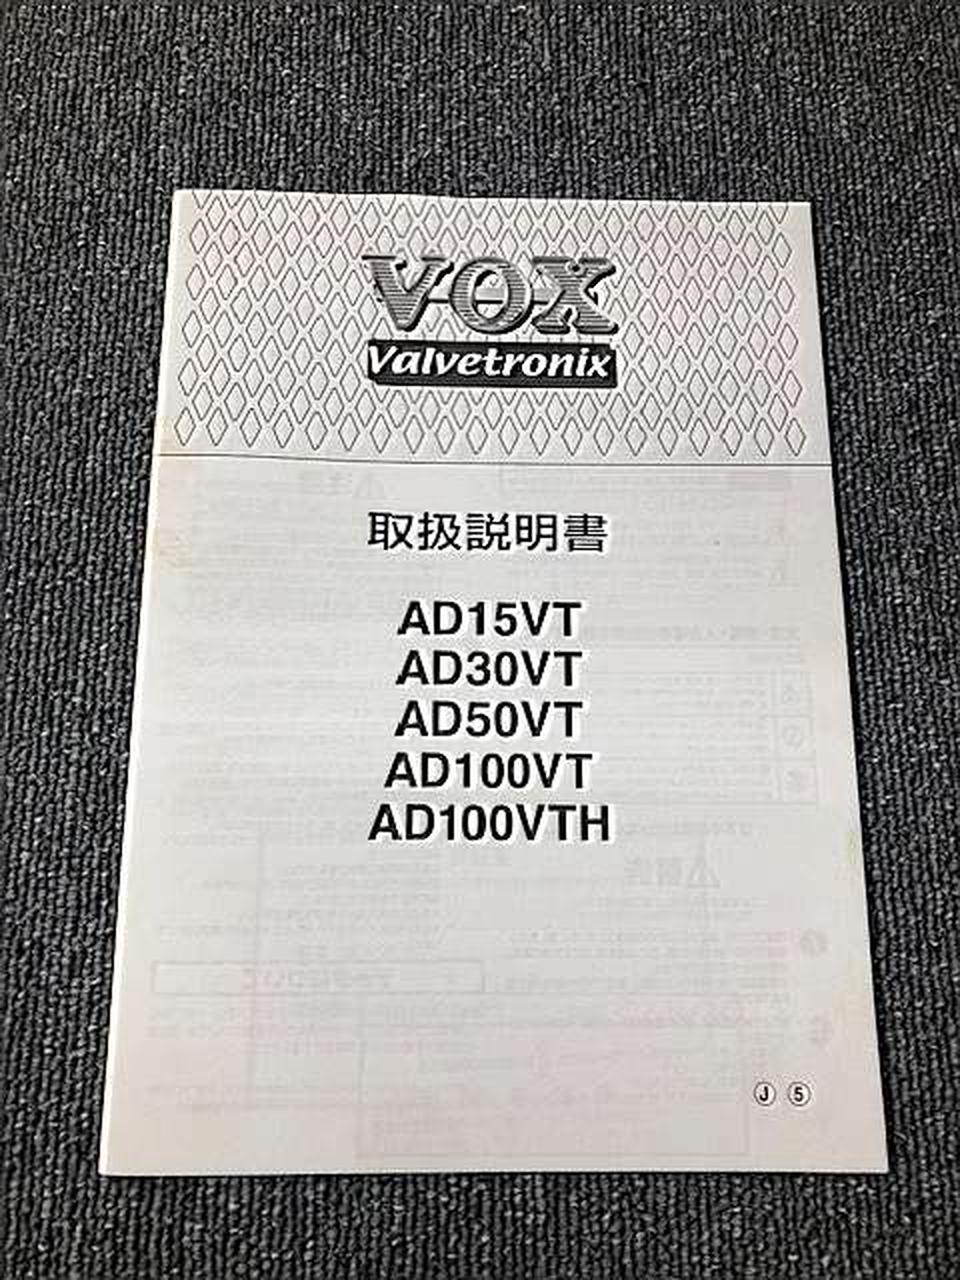 VOX
Valvetronix
取扱説明書
AD15VT
AD30VT
AD50VT
AD100VT
AD100VTH
Ⓙ ⑤